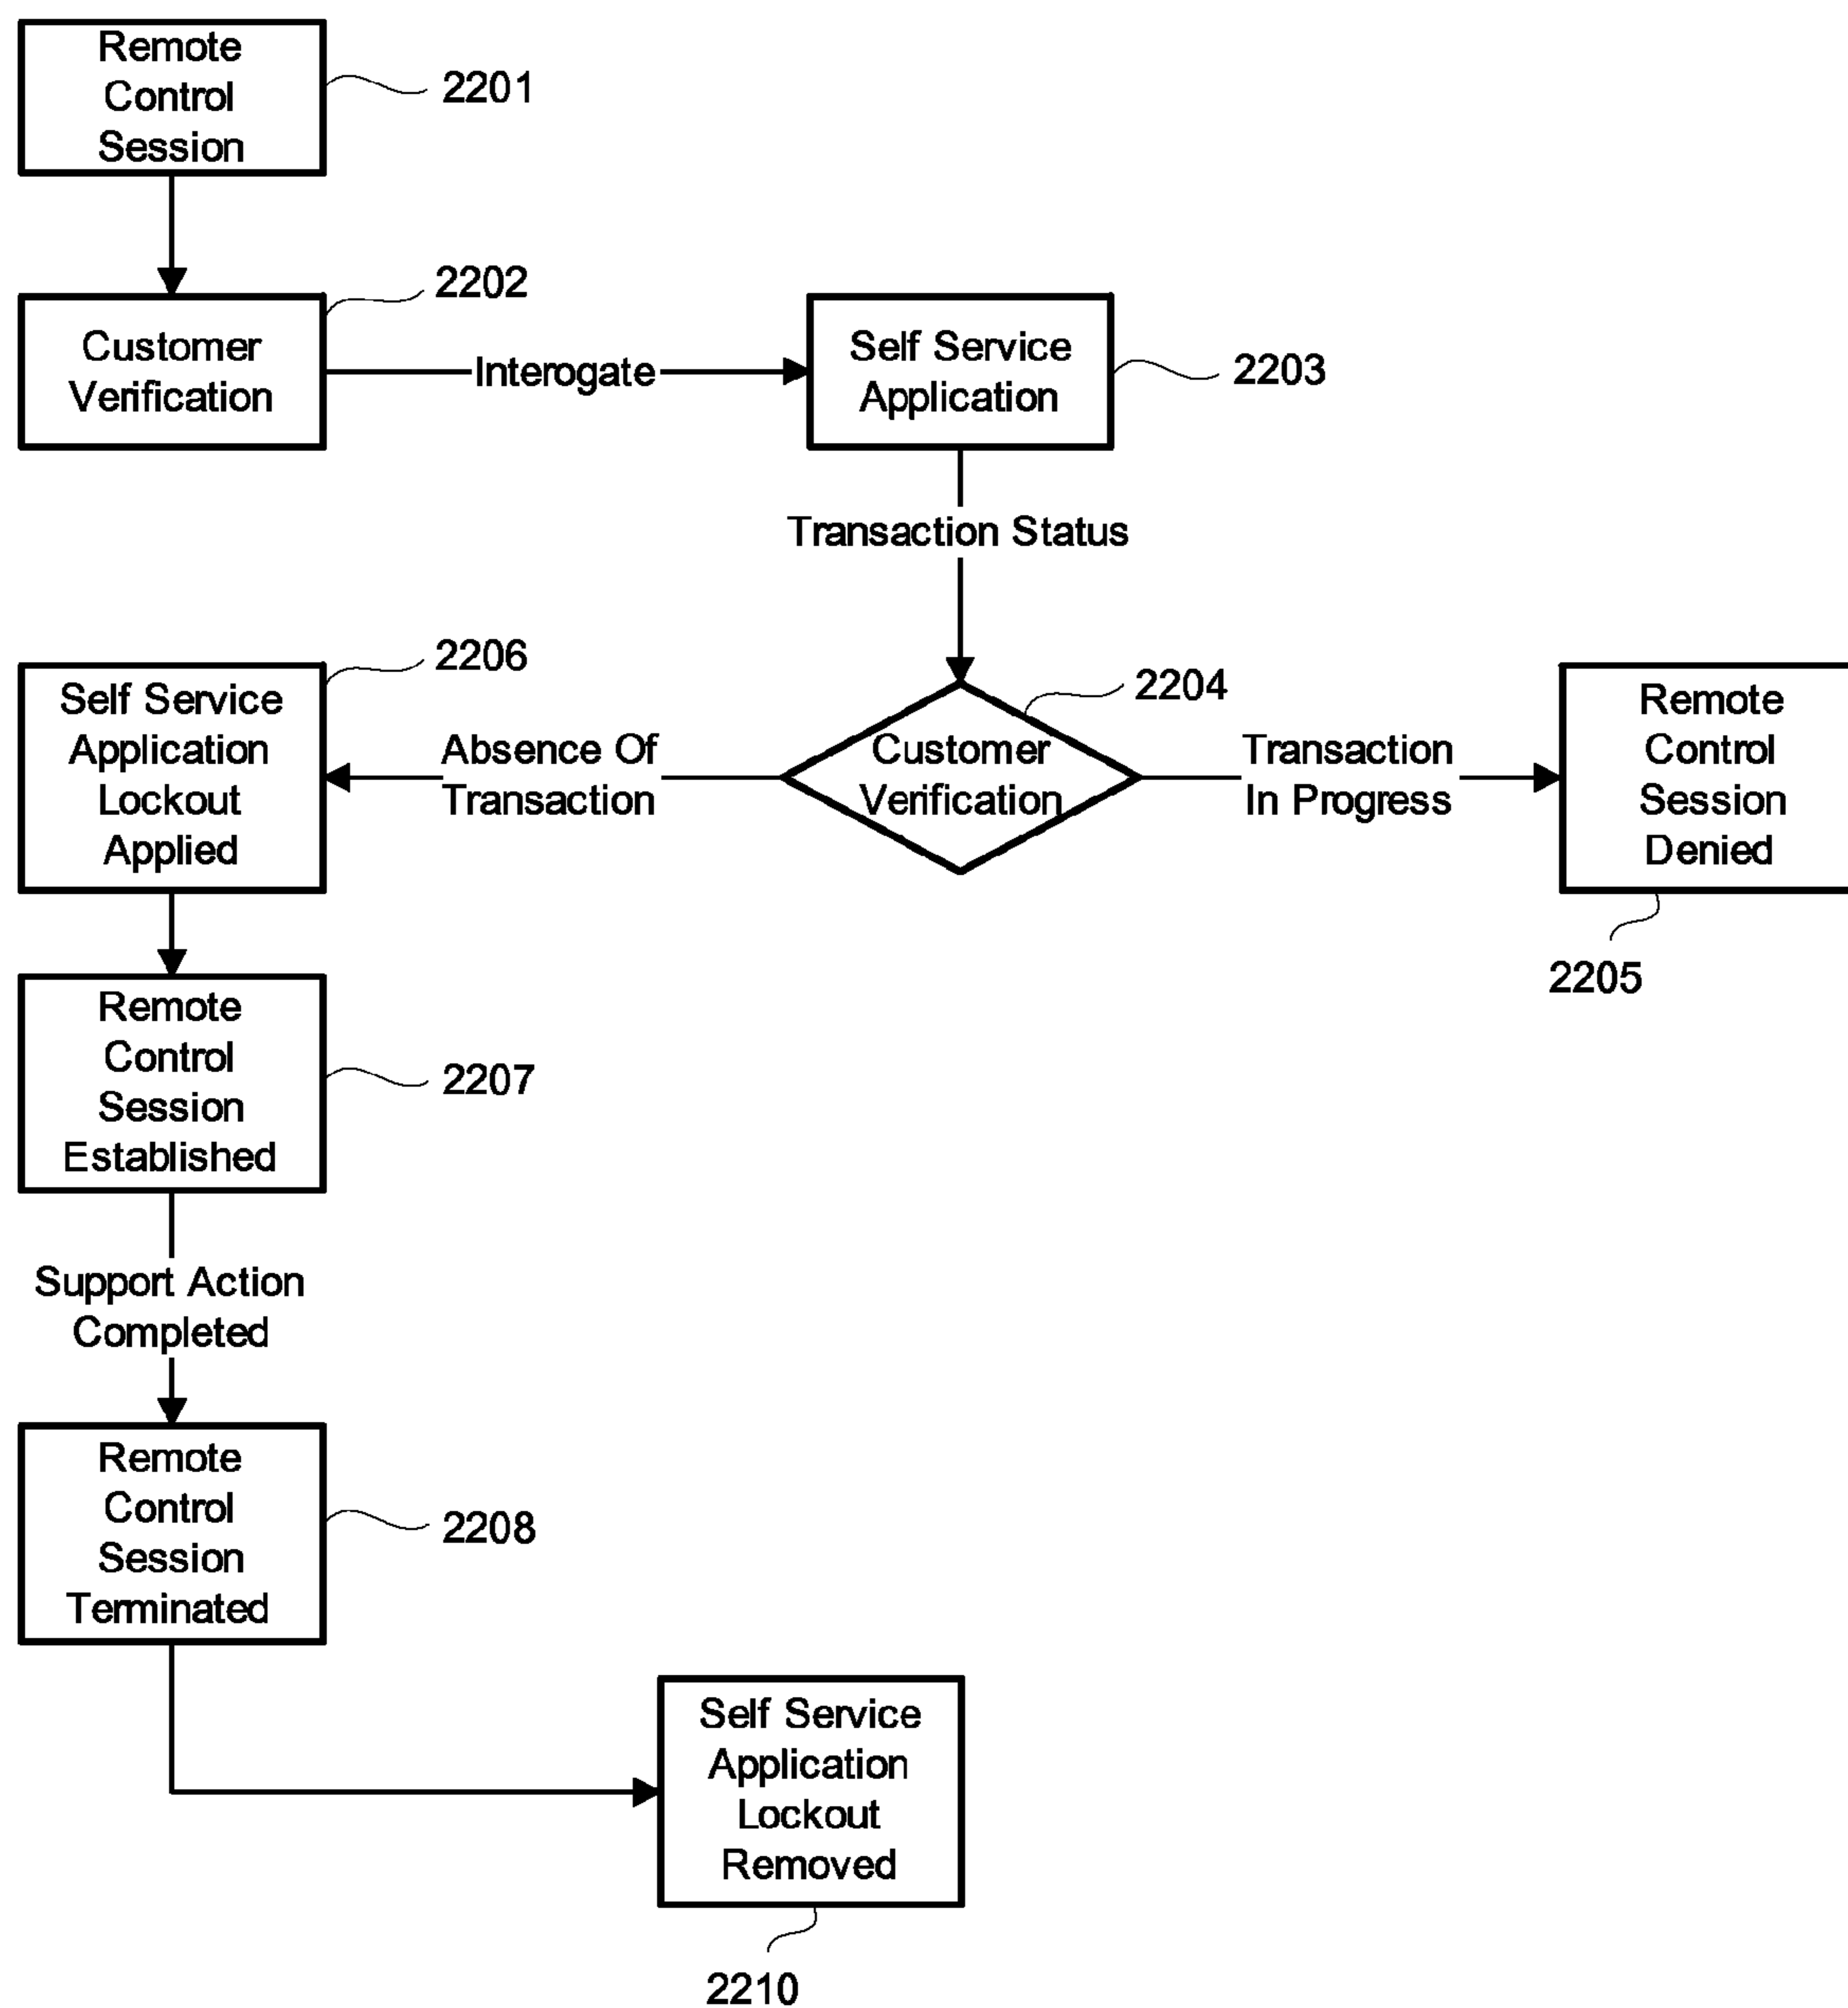 Remote
Control
Session
2201
2202
Customer
Verification
Interogate
Self Service
Application
2203
Transaction Status
2206
Self Service
Application
Lockout
Applied
Absence Of
Transaction
2204
Customer
Verification
Transaction
In Progress
Remote
Control
Session
Denied
2205
Remote
Control
Session
Established
2207
Support Action
Completed
Remote
Control
Session
Terminated
2208
Self Service
Application
Lockout
Removed
2210